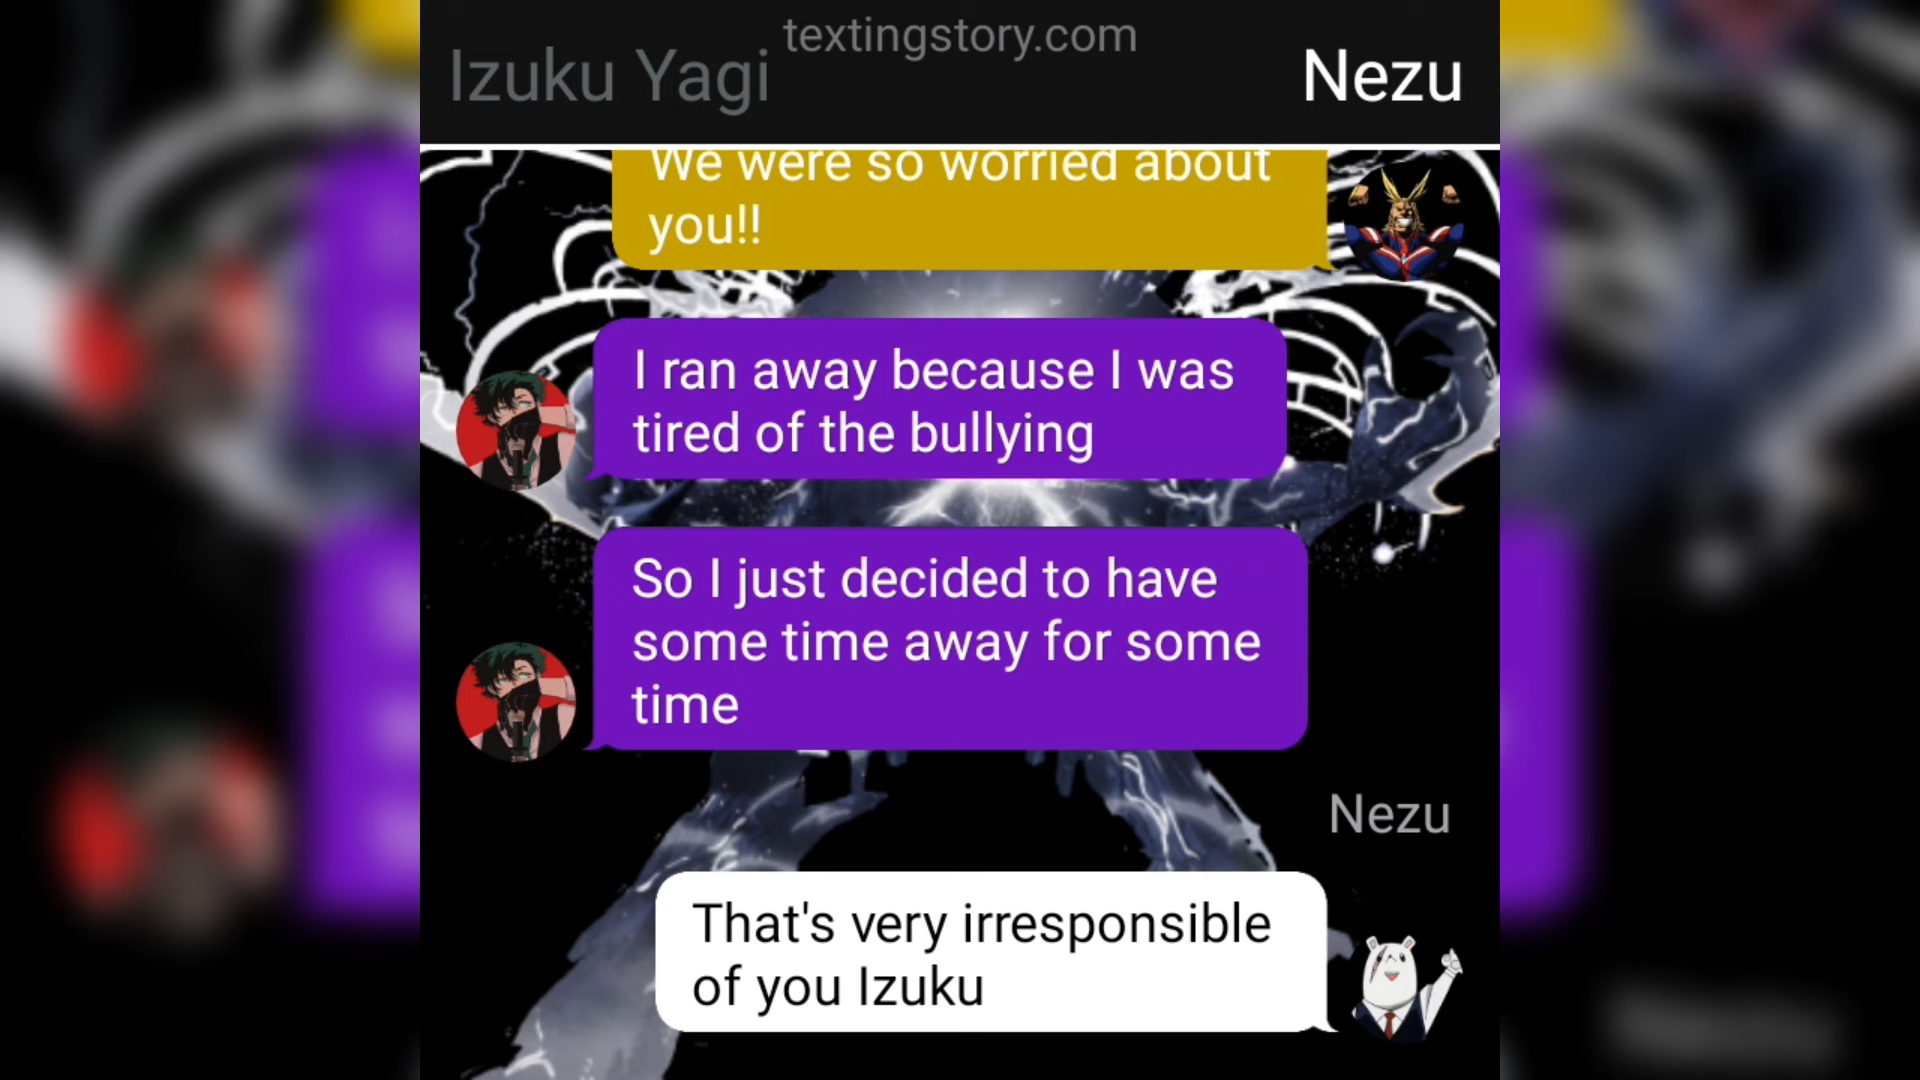 textingstory.com
Izuku Yagi
Nezu
We were so worried about
you!!
I ran away because I was
tired of the bullying
So I just decided to have
some time away for some
time
Nezu
That's very irresponsible
of you Izuku